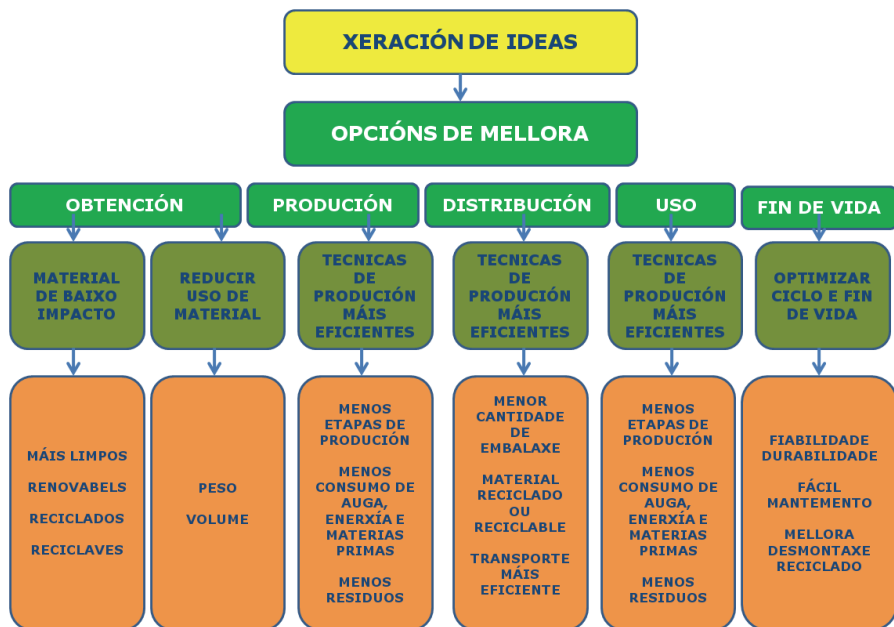 XERACIÓN DE IDEAS
OPCIÓNS DE MELLORA
OBTENCIÓN
PRODUCIÓN
DISTRIBUCIÓN
USO
FIN DE VIDA
MATERIAL
DE BAIXO
IMPACTO
REDUCIR
USO DE
MATERIAL
TECNICAS
DE
PRODUCIÓN
MÁIS
EFICIENTES
TECNICAS
DE
PRODUCIÓN
MÁIS
EFICIENTES
TECNICAS
DE
PRODUCIÓN
MÁIS
EFICIENTES
OPTIMIZAR
CICLO E FIN
DE VIDA
MÁIS LIMPOS
RENOVABELS
RECICLADOS
RECICLAVES
PESO
VOLUME
MENOS
ETAPAS DE
PRODUCIÓN
MENOS
CONSUMO DE
AUGA,
ENERXÍA E
MATERIAS
PRIMAS
MENOS
RESIDUOS
MENOR
CANTIDADE
DE
EMBALAXE
MATERIAL
RECICLADO
OU
RECICLABLE
TRANSPORTE
MÁIS
EFICIENTE
MENOS
ETAPAS DE
PRODUCIÓN
MENOS
CONSUMO DE
AUGA,
ENERXÍA E
MATERIAS
PRIMAS
MENOS
RESIDUOS
FIABILIDADE
DURABILIDADE
FÁCIL
MANTEMENTO
MELLORA
DESMONTAXE
RECICLADO